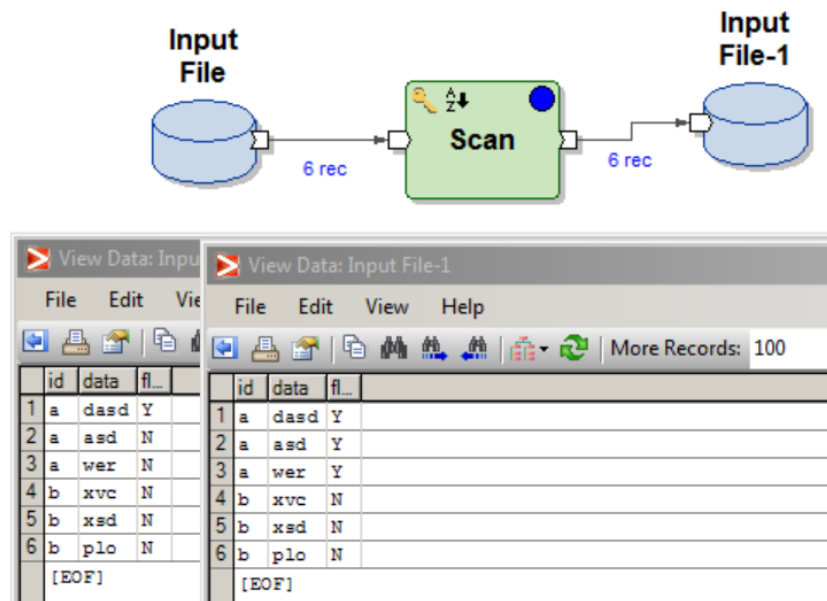 Input
File
Input
File-1
A
Z
Scan
6 rec
6 rec
View Data: Inpu
File Edit Vie
id data fl...
1 a dasd Y
2 a asd N
3 a wer N
4 b xvc N
5 b xsd N
6 b plo N
[EOF]
View Data: Input File-1
File Edit View Help
More Records: 100
id data fl...
1 a dasd Y
2 a asd Y
3 a wer Y
4 b xvc N
5 b xsd N
6 b plo N
[EOF]